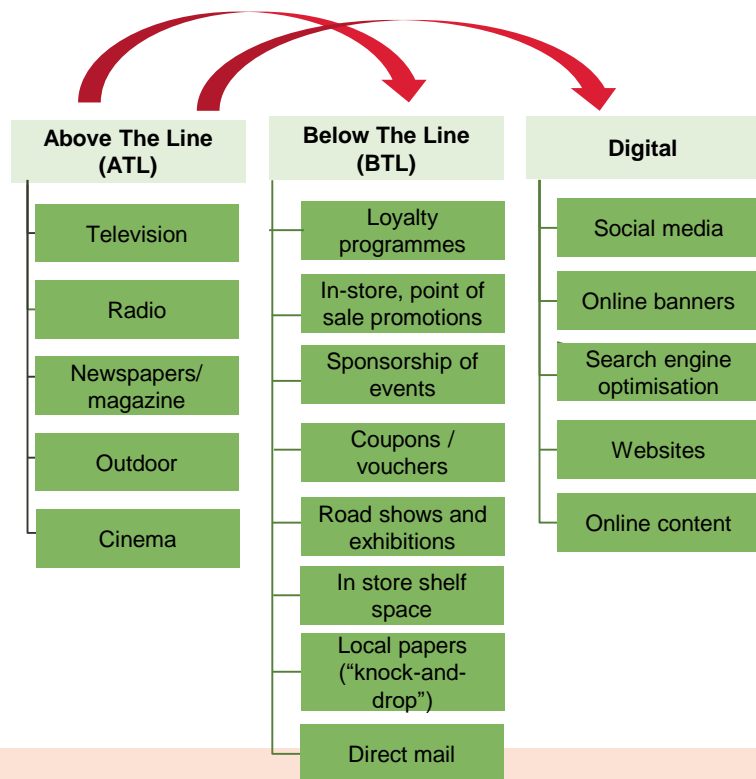 Above The Line
(ATL)
Television
Radio
Newspapers/
magazine
Outdoor
Cinema
Below The Line
(BTL)
Loyalty
programmes
In-store, point of
sale promotions
Sponsorship of
events
Coupons /
vouchers
Road shows and
exhibitions
In store shelf
space
Local papers
(“knock-and-
drop”)
Direct mail
Digital
Social media
Online banners
Search engine
optimisation
Websites
Online content